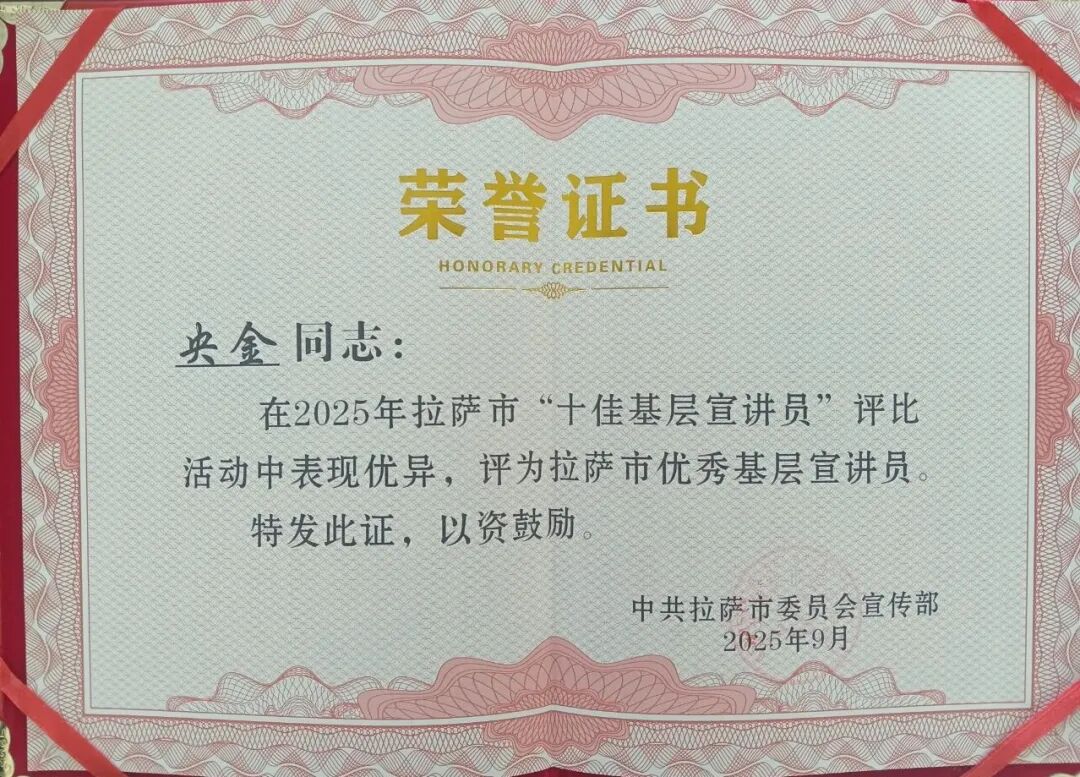 荣誉证书
HONORARY CREDENTIAL
央金 同志：
在2025年拉萨市“十佳基层宣讲员”评比
活动中表现优异，评为拉萨市优秀基层宣讲员。
特发此证，以资鼓励。
中共拉萨市委员会宣传部
2025年9月